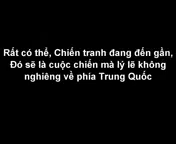 Rất có thể, Chiến tranh đang đến gần,
Đó sẽ là cuộc chiến mà lý lẽ không
nghiêng về phía Trung Quốc